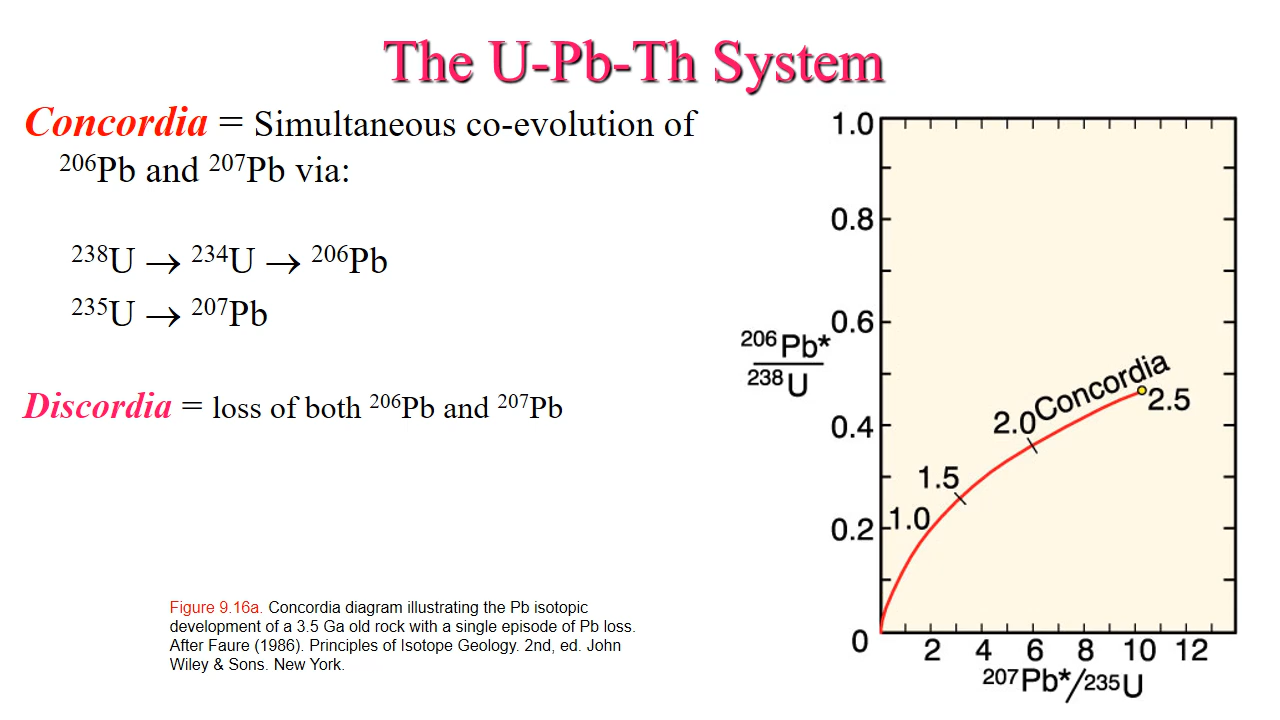 The U-Pb-Th System
Concordia = Simultaneous co-evolution of
²⁰⁶Pb and ²⁰⁷Pb via:
²³⁸U → ²³⁴U → ²⁰⁶Pb
²³⁵U → ²⁰⁷Pb
Discordia = loss of both ²⁰⁶Pb and ²⁰⁷Pb
Figure 9.16a. Concordia diagram illustrating the Pb isotopic
development of a 3.5 Ga old rock with a single episode of Pb loss.
After Faure (1986). Principles of Isotope Geology. 2nd, ed. John
Wiley & Sons. New York.
1.0
0.8
0.6
²⁰⁶Pb*
²³⁸U
0.4
0.2
0
Concordia
2.5
2.0
1.5
1.0
2 4 6 8 10 12
²⁰⁷Pb*/²³⁵U